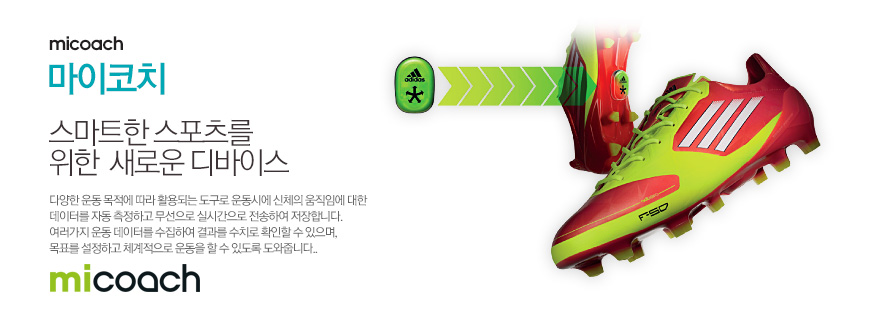 micoach
마이코치
스마트한 스포츠를
위한 새로운 디바이스
다양한 운동 목적에 따라 활용되는 도구로 운동시에 신체의 움직임에 대한
데이터를 자동 측정하고 무선으로 실시간으로 전송하여 저장합니다.
여러가지 운동 데이터를 수집하여 결과를 수치로 확인할 수 있으며,
목표를 설정하고 체계적으로 운동을 할 수 있도록 도와줍니다..
micoach
adidas
F50